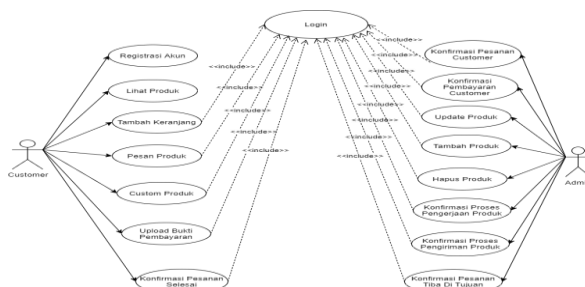 Login
Registrasi Akun
Lihat Produk
Tambah Keranjang
Pesan Produk
Custom Produk
Upload Bukti
Pembayaran
Konfirmasi Pesanan
Selesai
Customer
<<include>>
<<include>>
<<include>>
<<include>>
<<include>>
<<include>>
<<include>>
<<include>>
<<include>>
<<include>>
<<include>>
<<include>>
<<include>>
Konfirmasi Pesanan
Customer
Konfirmasi
Pembayaran
Customer
Update Produk
Tambah Produk
Hapus Produk
Konfirmasi Proses
Pengerjaan Produk
Konfirmasi Proses
Pengiriman Produk
Konfirmasi Pesanan
Tiba Di Tujuan
Admi